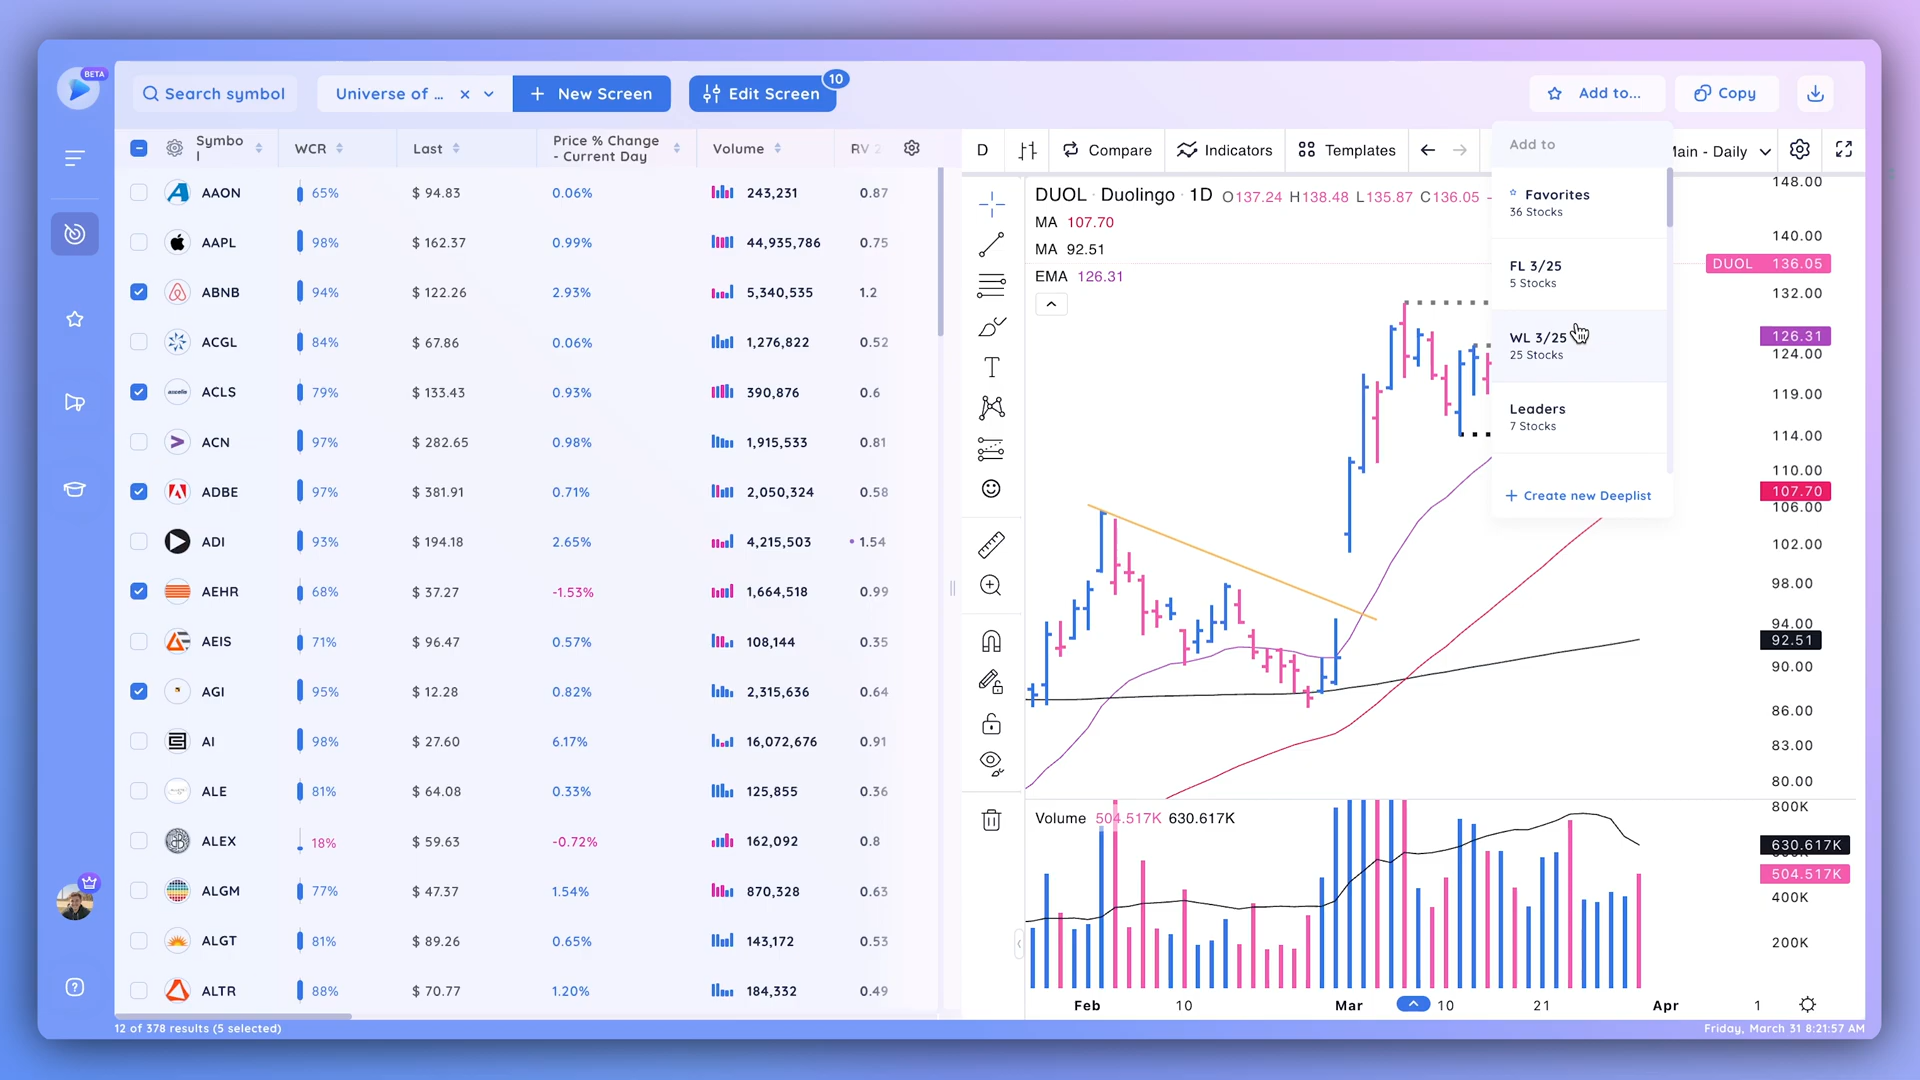 BETA
Search symbol
Universe of ...
New Screen
Edit Screen
10
Add to...
Copy
Symbo
l
WCR
Last
Price % Change
- Current Day
Volume
RV 2
AAON 65% $ 94.83 0.06% 243,231 0.87
AAPL 98% $ 162.37 0.99% 44,935,786 0.75
ABNB 94% $ 122.26 2.93% 5,340,535 1.2
ACGL 84% $ 67.86 0.06% 1,276,822 0.52
ACLS 79% $ 133.43 0.93% 390,876 0.6
ACN 97% $ 282.65 0.98% 1,915,533 0.81
ADBE 97% $ 381.91 0.71% 2,050,324 0.58
ADI 93% $ 194.18 2.65% 4,215,503 1.54
AEHR 68% $ 37.27 -1.53% 1,664,518 0.99
AEIS 71% $ 96.47 0.57% 108,144 0.35
AGI 95% $ 12.28 0.82% 2,315,636 0.64
AI 98% $ 27.60 6.17% 16,072,676 0.91
ALE 81% $ 64.08 0.33% 125,855 0.36
ALEX 18% $ 59.63 -0.72% 162,092 0.8
ALGM 77% $ 47.37 1.54% 870,328 0.63
ALGT 81% $ 89.26 0.65% 143,172 0.53
ALTR 88% $ 70.77 1.20% 184,332 0.49
12 of 378 results (5 selected)
D
Compare
Indicators
Templates
Main - Daily
DUOL · Duolingo · 1D O137.24 H138.48 L135.87 C136.05
MA 107.70
MA 92.51
EMA 126.31
Add to
Favorites
36 Stocks
FL 3/25
5 Stocks
WL 3/25
25 Stocks
Leaders
7 Stocks
Create new Deeplist
148.00
140.00
DUOL 136.05
132.00
126.31
124.00
119.00
114.00
110.00
107.70
106.00
102.00
98.00
94.00
92.51
90.00
86.00
83.00
80.00
Volume 504.517K 630.617K
800K
630.617K
504.517K
400K
200K
Feb 10 Mar 10 21 Apr 1
Friday, March 31 8:21:57 AM